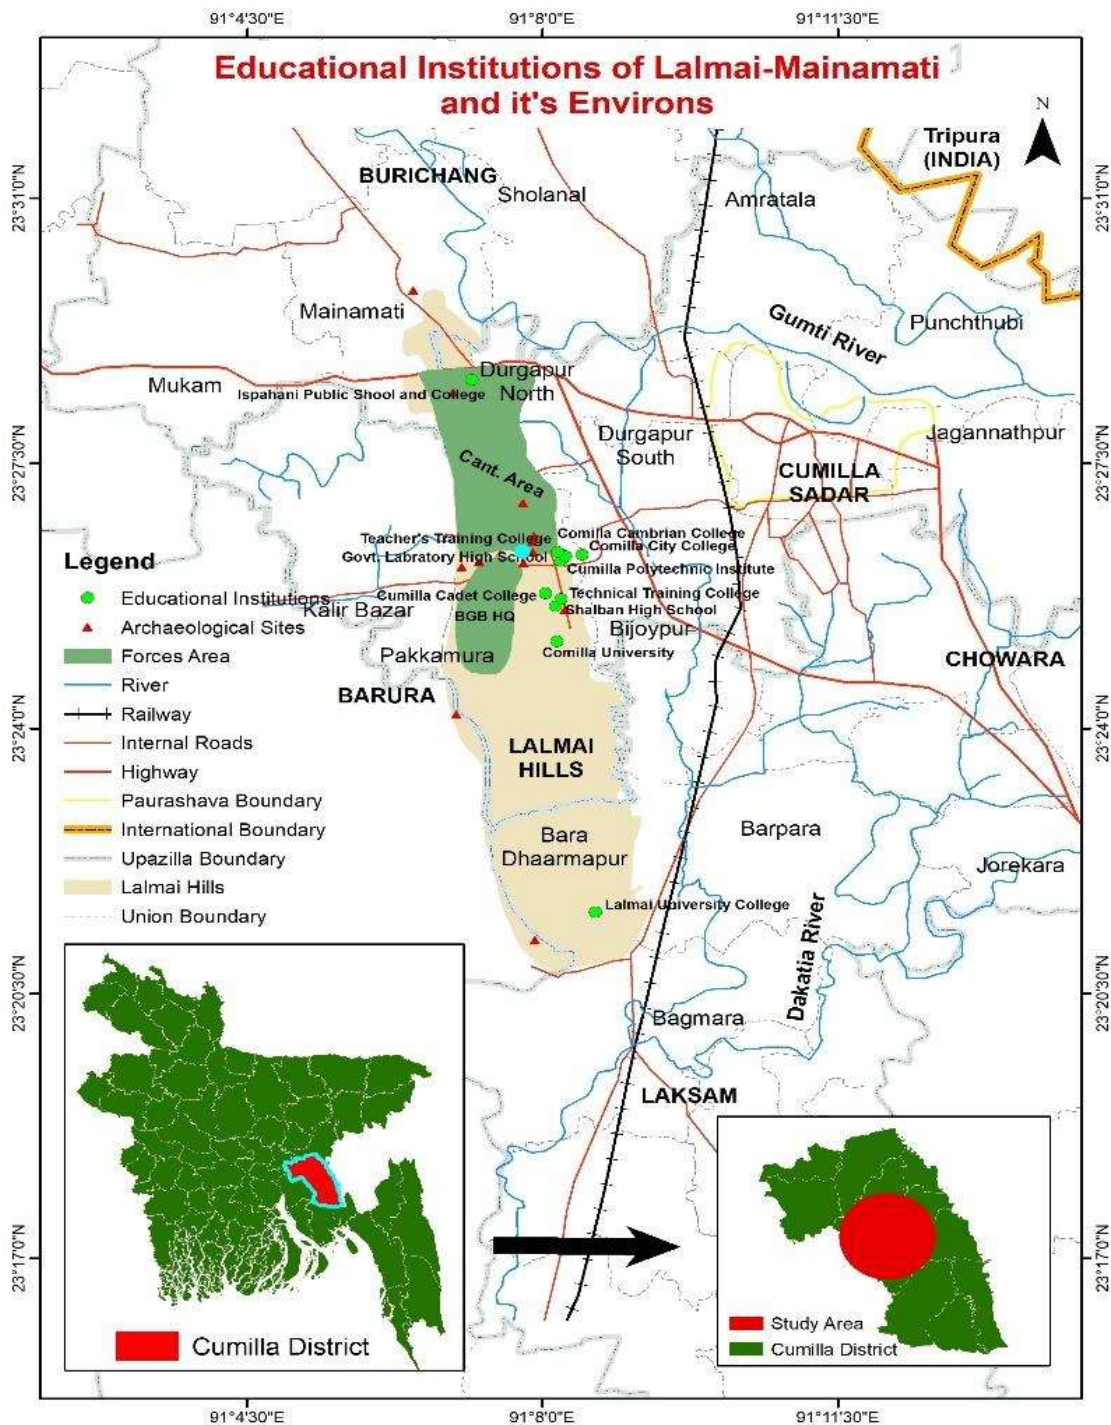 91°4'30"E
91°8'0"E
91°11'30"E
Educational Institutions of Lalmai-Mainamati
and it's Environs
N
Tripura
(INDIA)
BURICHANG
Sholanal
Amratala
23°31'0"N
23°31'0"N
Mainamati
Gumti River
Punchthubi
Mukam
Durgapur
North
Ispahani Public Shool and College
Durgapur
South
Jagannathpur
23°27'30"N
23°27'30"N
Cant. Area
CUMILLA
SADAR
Teacher's Training College
Comilla Cambrian College
Govt. Labratory High School
Comilla City College
Cumilla Polytechnic Institute
Cumilla Cadet College
Technical Training College
BGB HQ
Shalban High School
Kalir Bazar
Bijoypur
Pakkamura
Comilla University
CHOWARA
BARURA
23°24'0"N
23°24'0"N
LALMAI
HILLS
Bara
Dhaarmapur
Barpara
Jorekara
Lalmai University College
Dakatia River
23°20'30"N
23°20'30"N
Bagmara
LAKSAM
23°17'0"N
23°17'0"N
Legend
Educational Institutions
Archaeological Sites
Forces Area
River
Railway
Internal Roads
Highway
Paurashava Boundary
International Boundary
Upazilla Boundary
Lalmai Hills
Union Boundary
Cumilla District
Study Area
Cumilla District
91°4'30"E
91°8'0"E
91°11'30"E